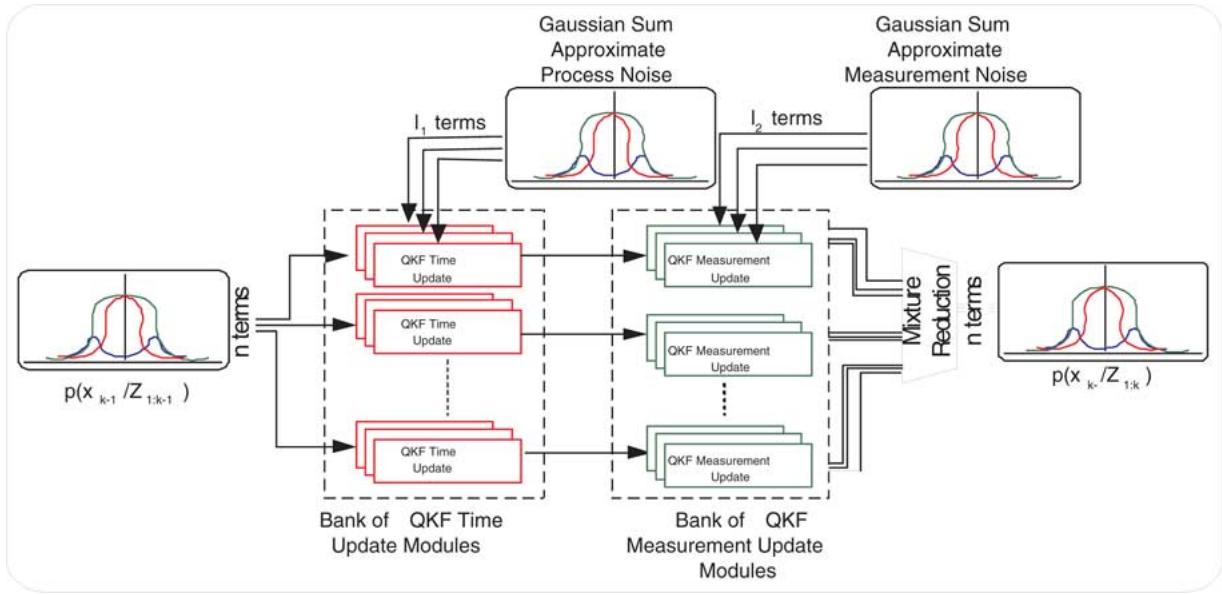 Gaussian Sum
Approximate
Process Noise
Gaussian Sum
Approximate
Measurement Noise
l1 terms
l2 terms
QKF Time
Update
QKF Time
Update
QKF Time
Update
QKF Measurement
Update
QKF Measurement
Update
QKF Measurement
Update
n terms
p(x k-1 /Z 1:k-1 )
Mixture
Reduction
n terms
p(x k- /Z 1:k )
Bank of QKF Time
Update Modules
Bank of QKF
Measurement Update
Modules